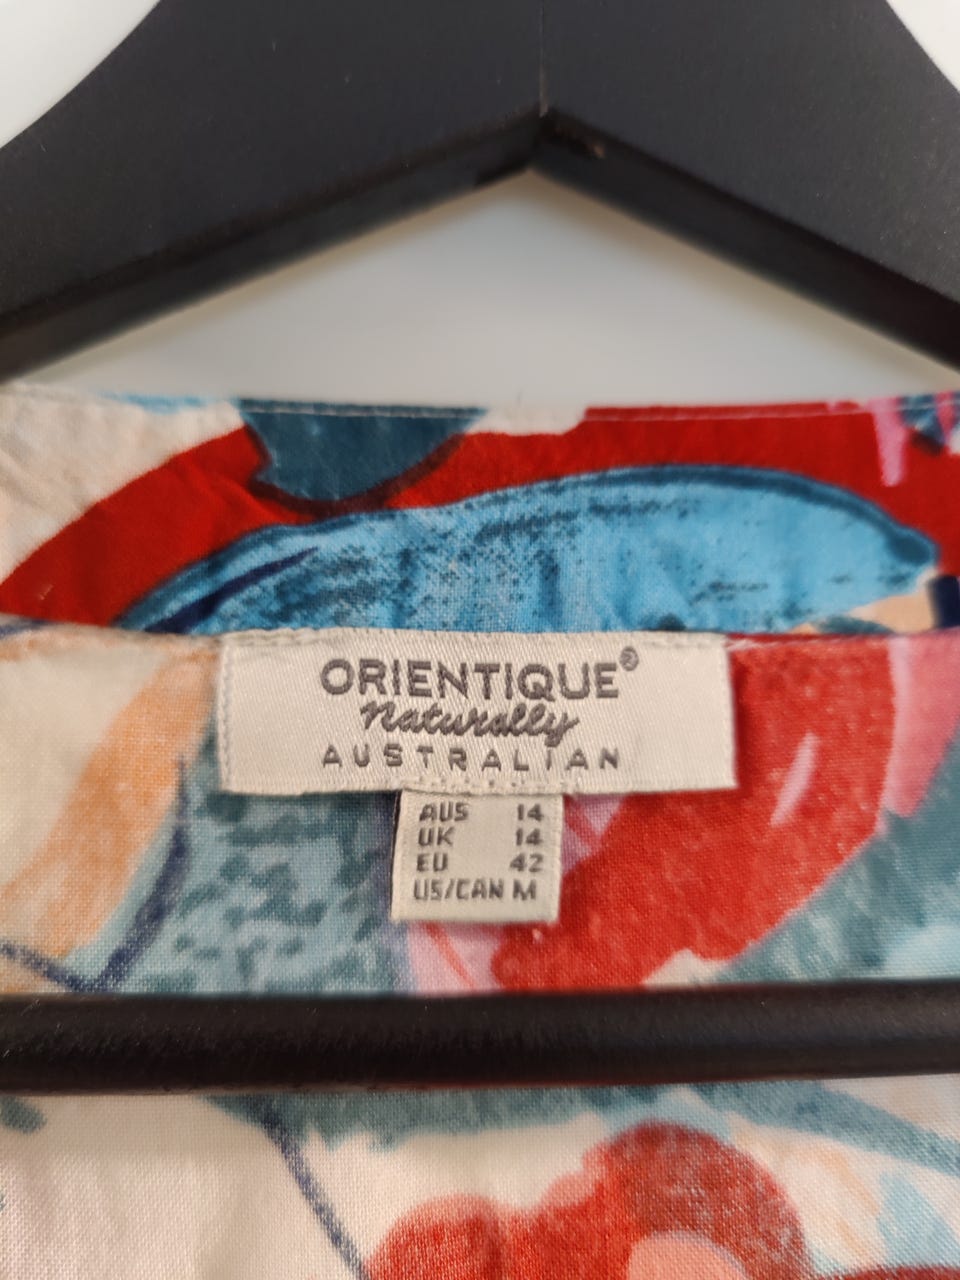 ORIENTIQUE®
Naturally
AUSTRALIAN
AUS 14
UK 14
EU 42
US/CAN M